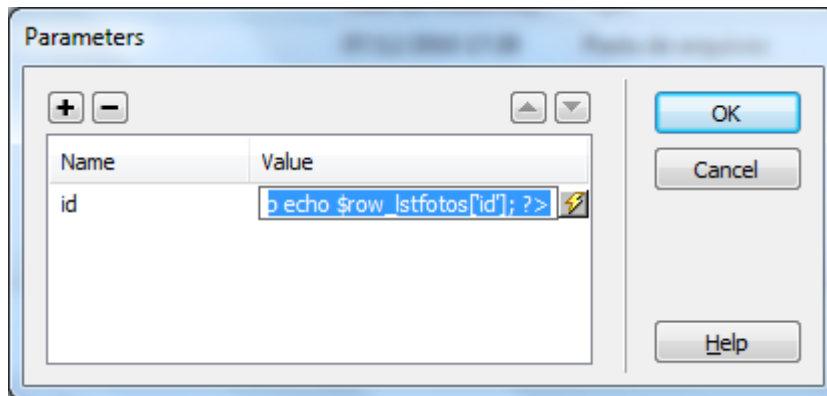 Parameters
OK
Name Value
Cancel
id p echo $row_lstfotos['id']; ?>
Help